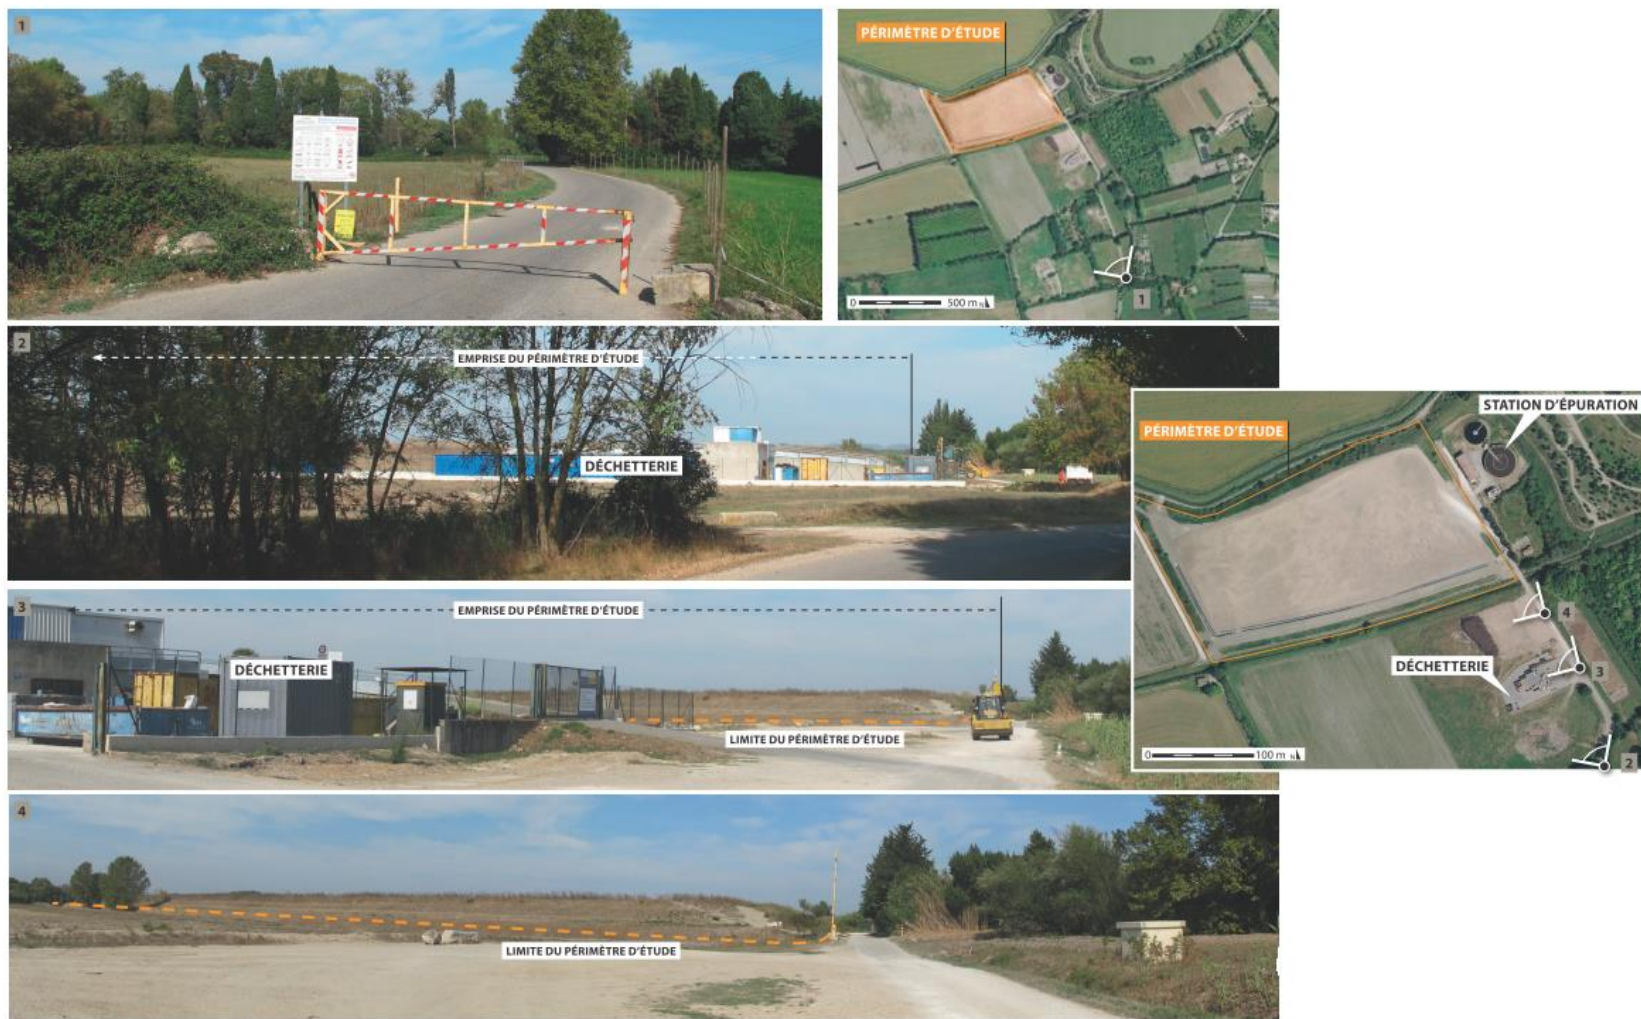 1
PÉRIMÈTRE D'ÉTUDE
0 500 m N
1
2
EMPRISE DU PÉRIMÈTRE D'ÉTUDE
DÉCHETTERIE
STATION D'ÉPURATION
PÉRIMÈTRE D'ÉTUDE
4
3
DÉCHETTERIE
0 100 m N
2
3
EMPRISE DU PÉRIMÈTRE D'ÉTUDE
DÉCHETTERIE
LIMITE DU PÉRIMÈTRE D'ÉTUDE
4
LIMITE DU PÉRIMÈTRE D'ÉTUDE